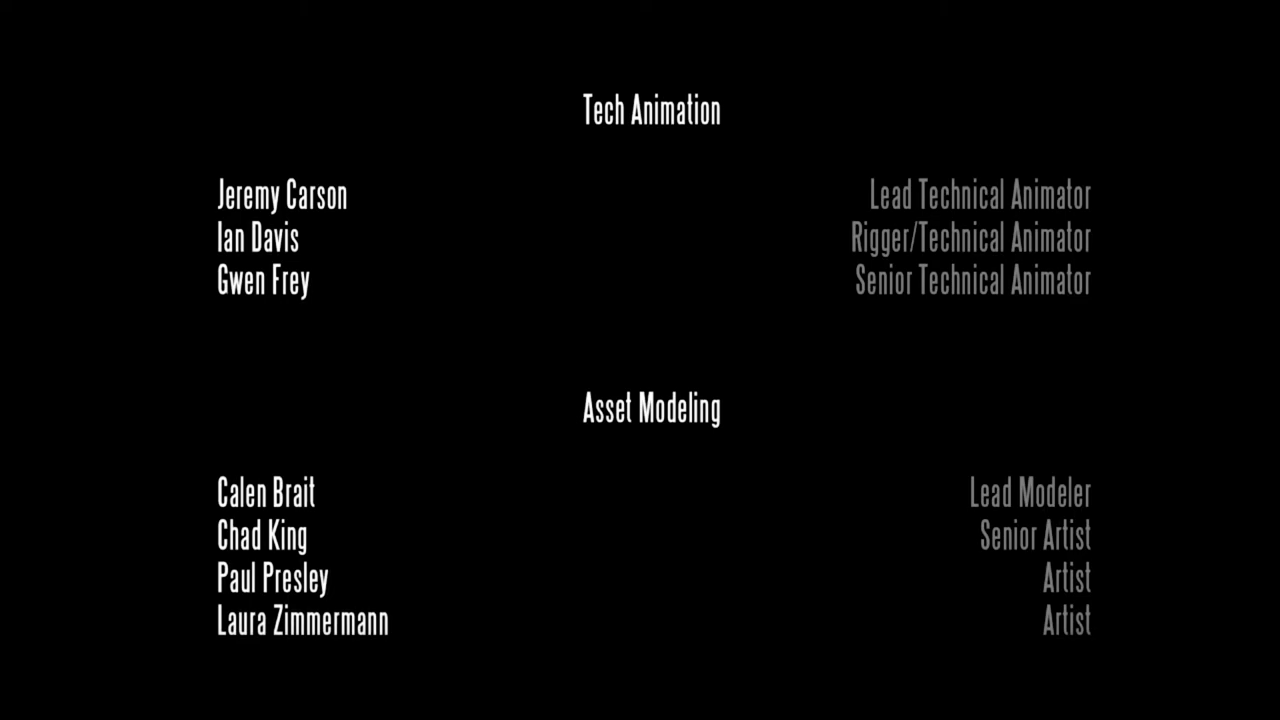 Tech Animation
Jeremy Carson Lead Technical Animator
Ian Davis Rigger/Technical Animator
Gwen Frey Senior Technical Animator
Asset Modeling
Calen Brait Lead Modeler
Chad King Senior Artist
Paul Presley Artist
Laura Zimmermann Artist